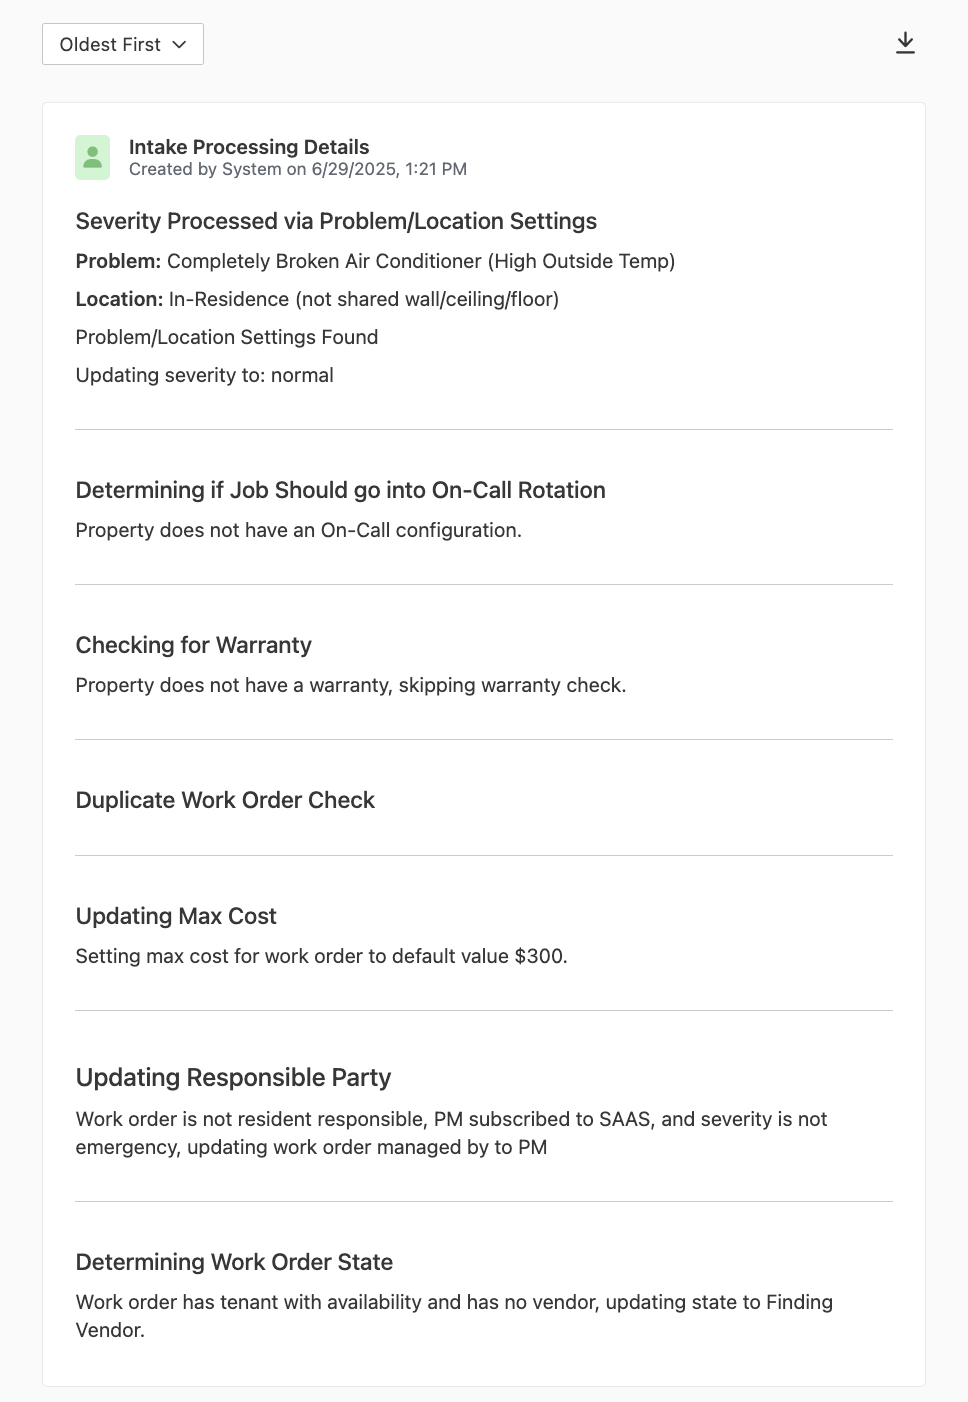 Oldest First
Intake Processing Details
Created by System on 6/29/2025, 1:21 PM
Severity Processed via Problem/Location Settings
Problem: Completely Broken Air Conditioner (High Outside Temp)
Location: In-Residence (not shared wall/ceiling/floor)
Problem/Location Settings Found
Updating severity to: normal
Determining if Job Should go into On-Call Rotation
Property does not have an On-Call configuration.
Checking for Warranty
Property does not have a warranty, skipping warranty check.
Duplicate Work Order Check
Updating Max Cost
Setting max cost for work order to default value $300.
Updating Responsible Party
Work order is not resident responsible, PM subscribed to SAAS, and severity is not
emergency, updating work order managed by to PM
Determining Work Order State
Work order has tenant with availability and has no vendor, updating state to Finding
Vendor.